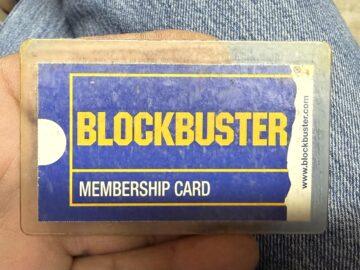 BLOCKBUSTER
®
MEMBERSHIP CARD
www.blockbuster.com